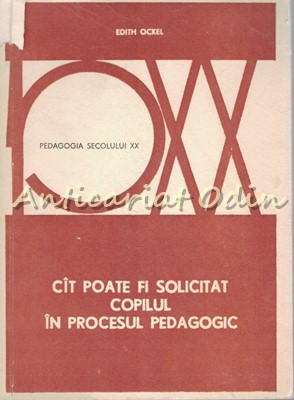 EDITH OCKEL
PEDAGOGIA SECOLULUI XX
XX
Anticariat Odin
CÎT POATE FI SOLICITAT
COPILUL
ÎN PROCESUL PEDAGOGIC